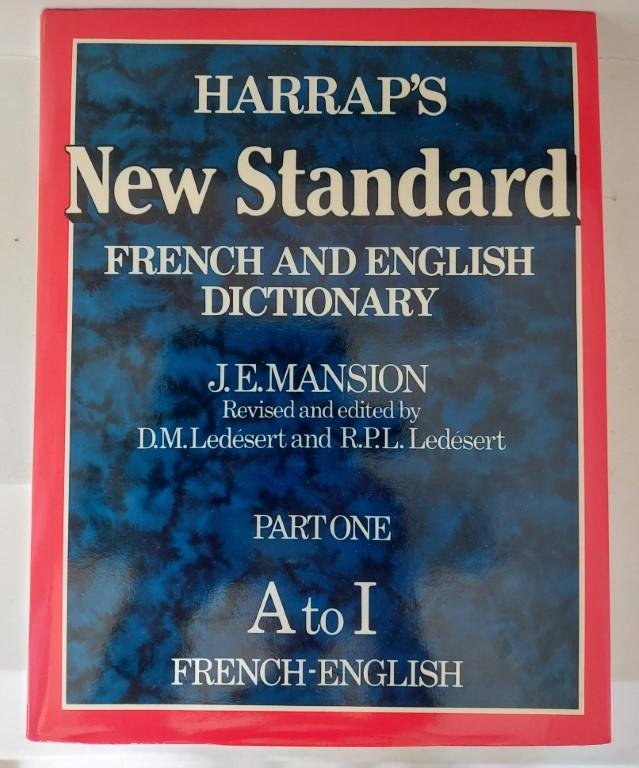 HARRAP'S
New Standard
FRENCH AND ENGLISH
DICTIONARY
J. E. MANSION
Revised and edited by
D.M. Ledésert and R.P.L. Ledésert
PART ONE
A to I
FRENCH-ENGLISH